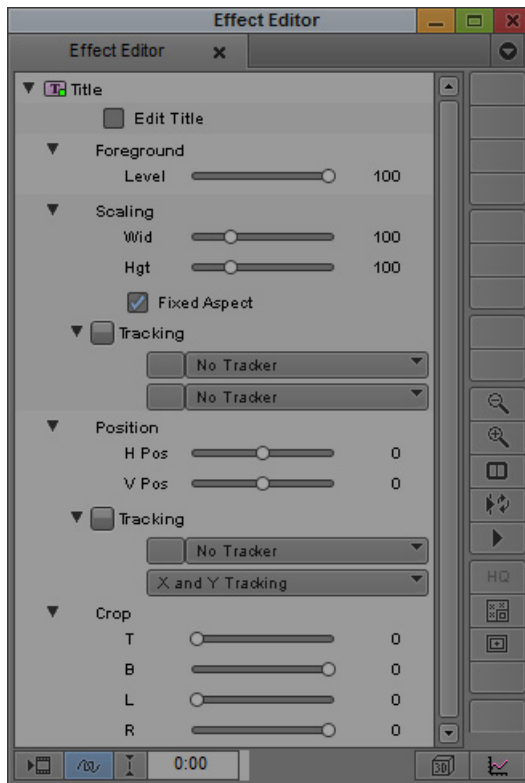 Effect Editor
Effect Editor
Title
Edit Title
Foreground
Level 100
Scaling
Wid 100
Hgt 100
Fixed Aspect
Tracking
No Tracker
No Tracker
Position
H Pos 0
V Pos 0
Tracking
No Tracker
X and Y Tracking
HQ
Crop
T 0
B 0
L 0
R 0
0:00
3D